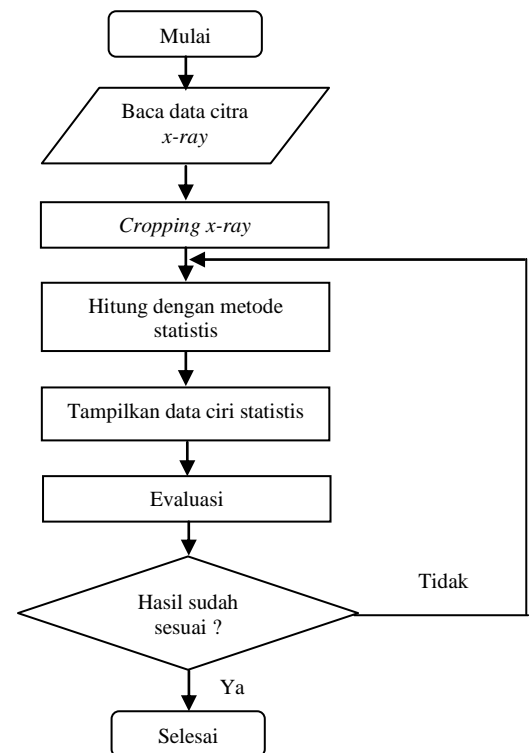 Mulai
Baca data citra
x-ray
Cropping x-ray
Hitung dengan metode
statistis
Tampilkan data ciri statistis
Evaluasi
Hasil sudah
sesuai ?
Tidak
Ya
Selesai